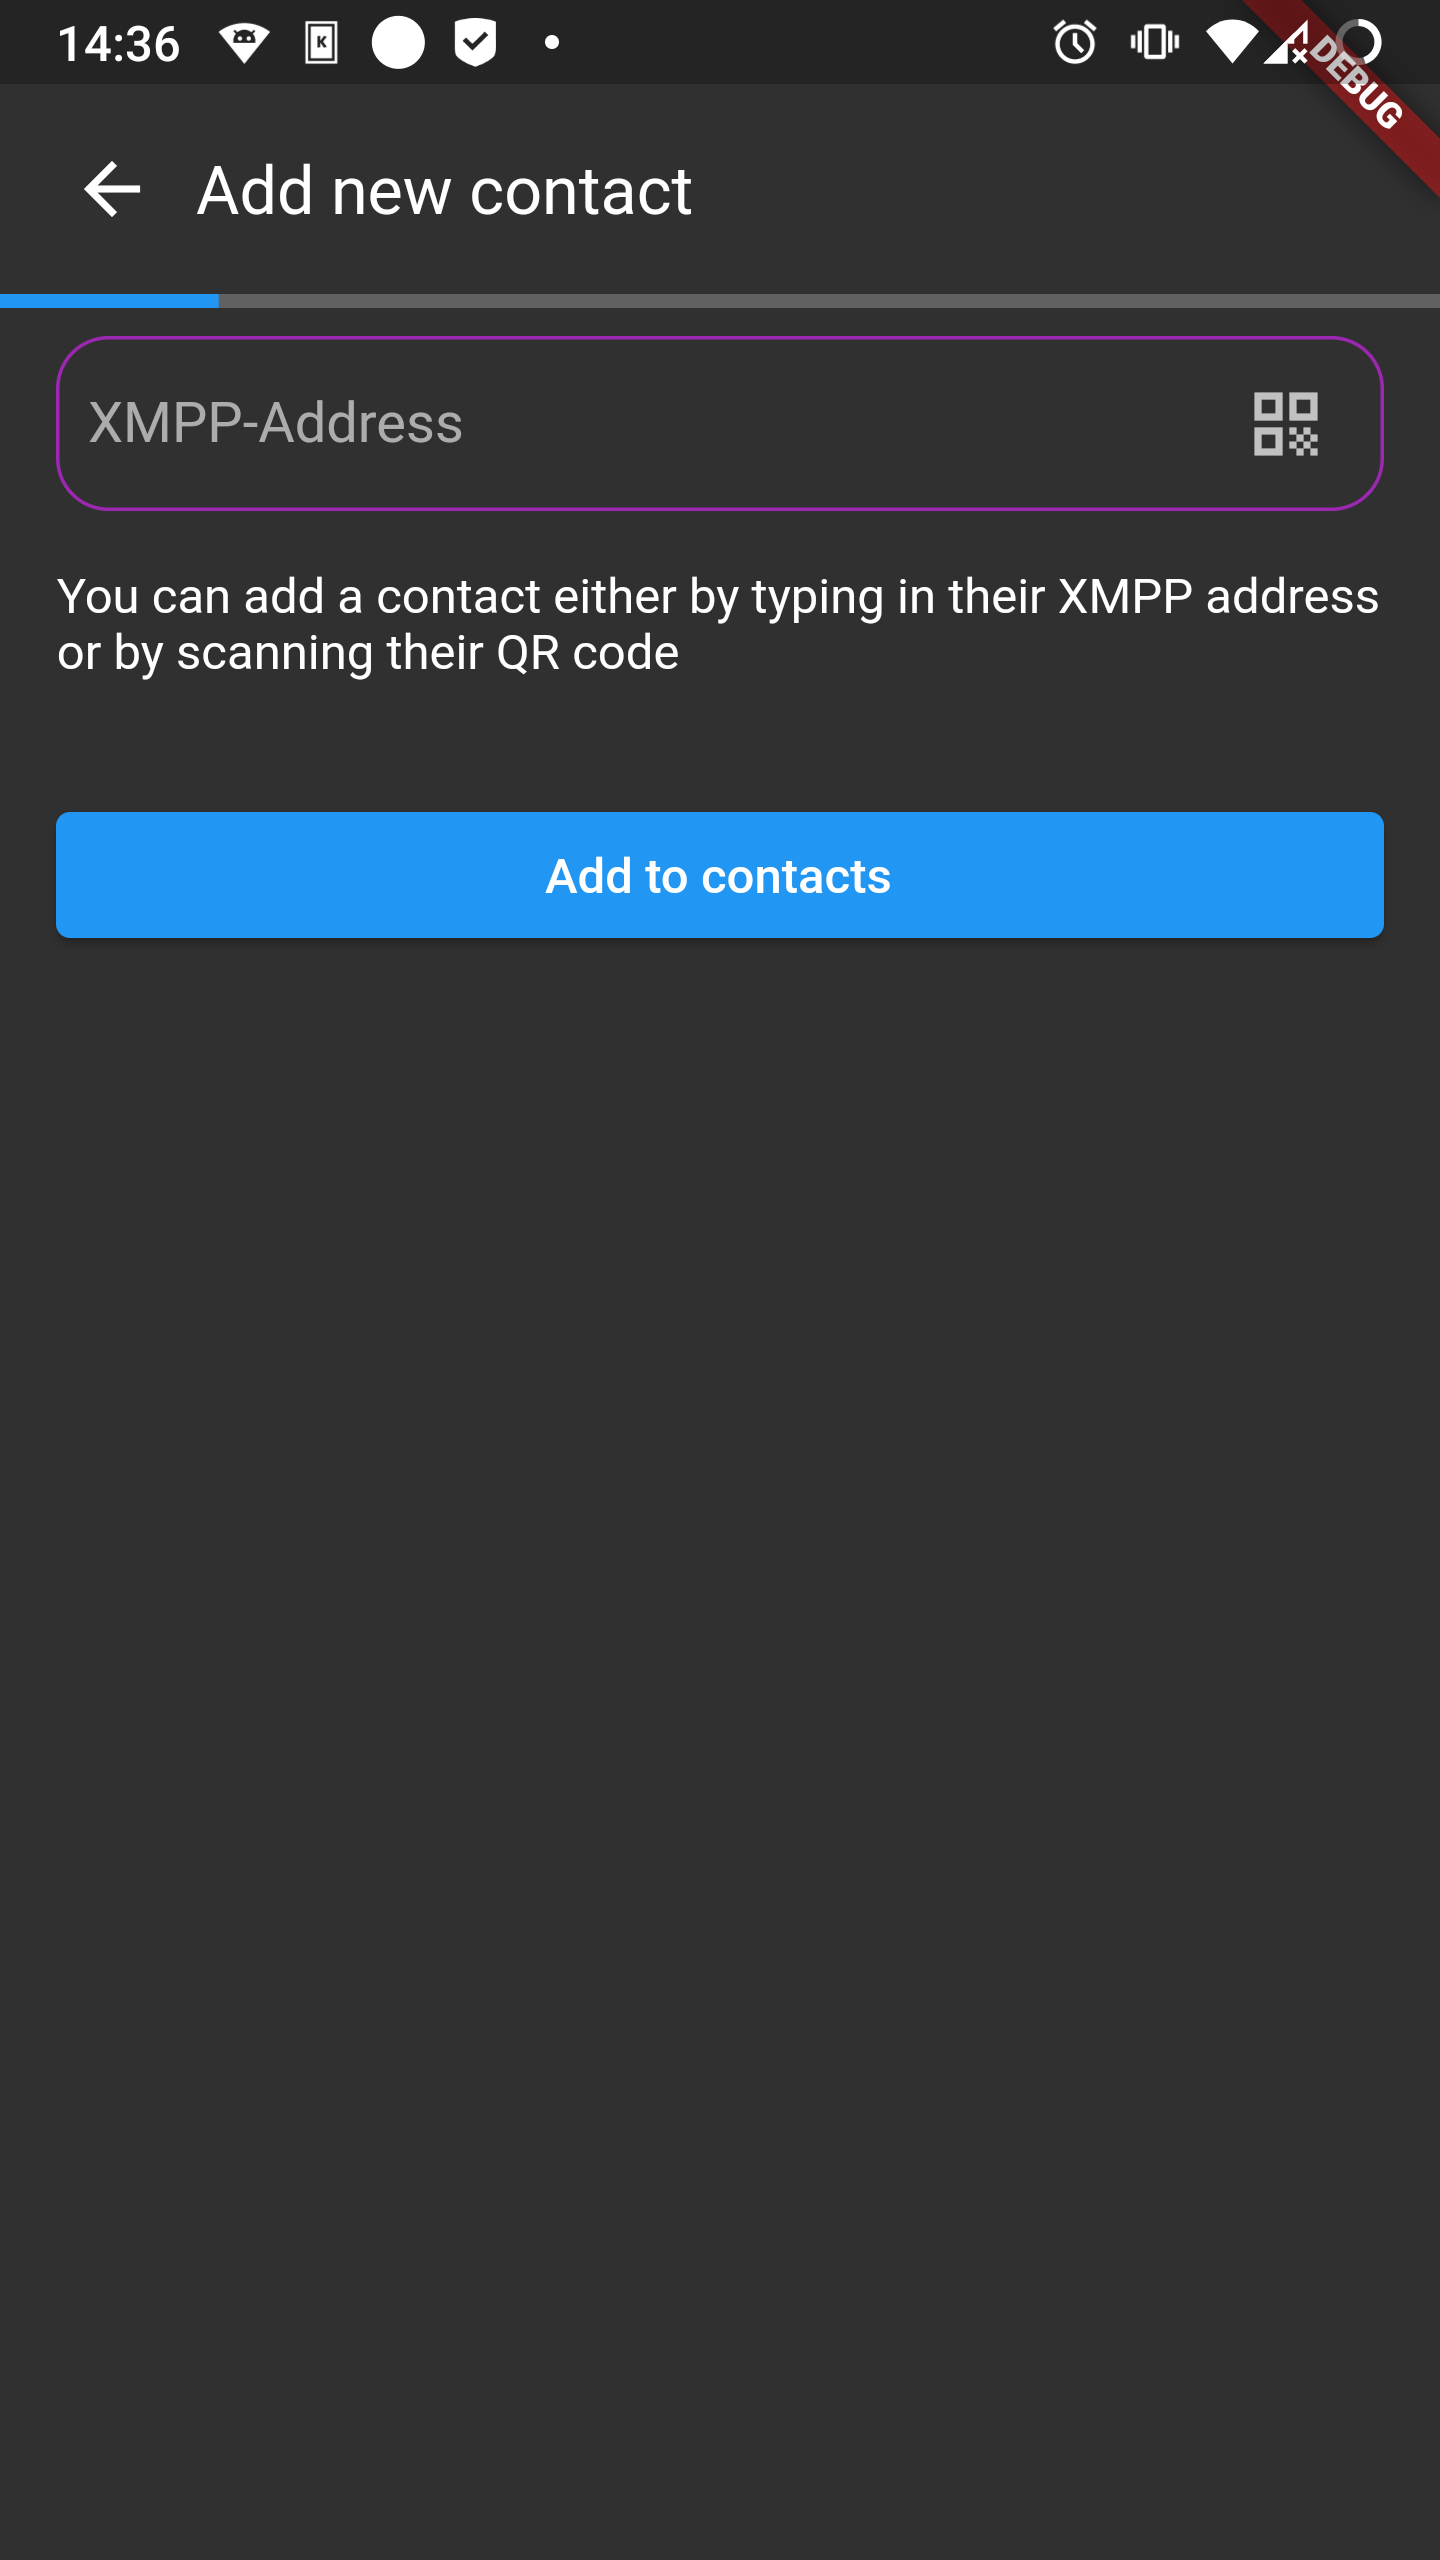 14:36
K
DEBUG
Add new contact
XMPP-Address
You can add a contact either by typing in their XMPP address
or by scanning their QR code
Add to contacts